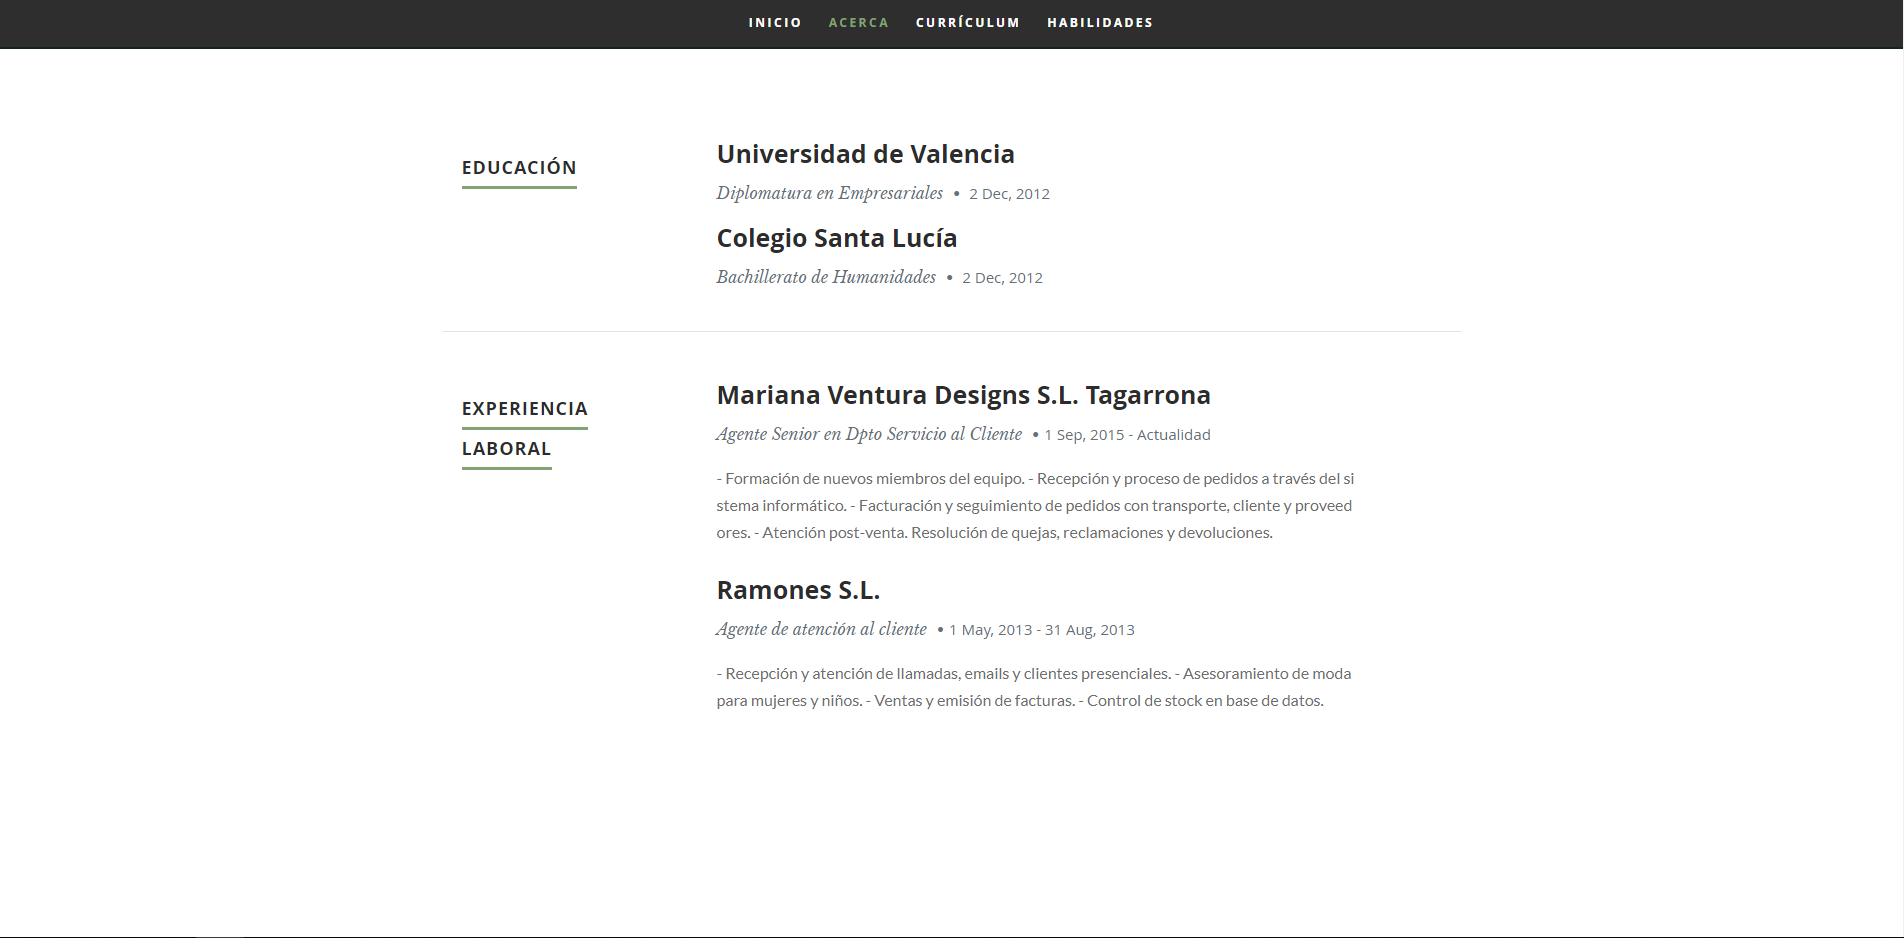 INICIO ACERCA CURRÍCULUM HABILIDADES
EDUCACIÓN
Universidad de Valencia
Diplomatura en Empresariales • 2 Dec, 2012
Colegio Santa Lucía
Bachillerato de Humanidades • 2 Dec, 2012
EXPERIENCIA
LABORAL
Mariana Ventura Designs S.L. Tagarrona
Agente Senior en Dpto Servicio al Cliente • 1 Sep, 2015 - Actualidad
- Formación de nuevos miembros del equipo. - Recepción y proceso de pedidos a través del si
stema informático. - Facturación y seguimiento de pedidos con transporte, cliente y proveed
ores. - Atención post-venta. Resolución de quejas, reclamaciones y devoluciones.
Ramones S.L.
Agente de atención al cliente • 1 May, 2013 - 31 Aug, 2013
- Recepción y atención de llamadas, emails y clientes presenciales. - Asesoramiento de moda
para mujeres y niños. - Ventas y emisión de facturas. - Control de stock en base de datos.